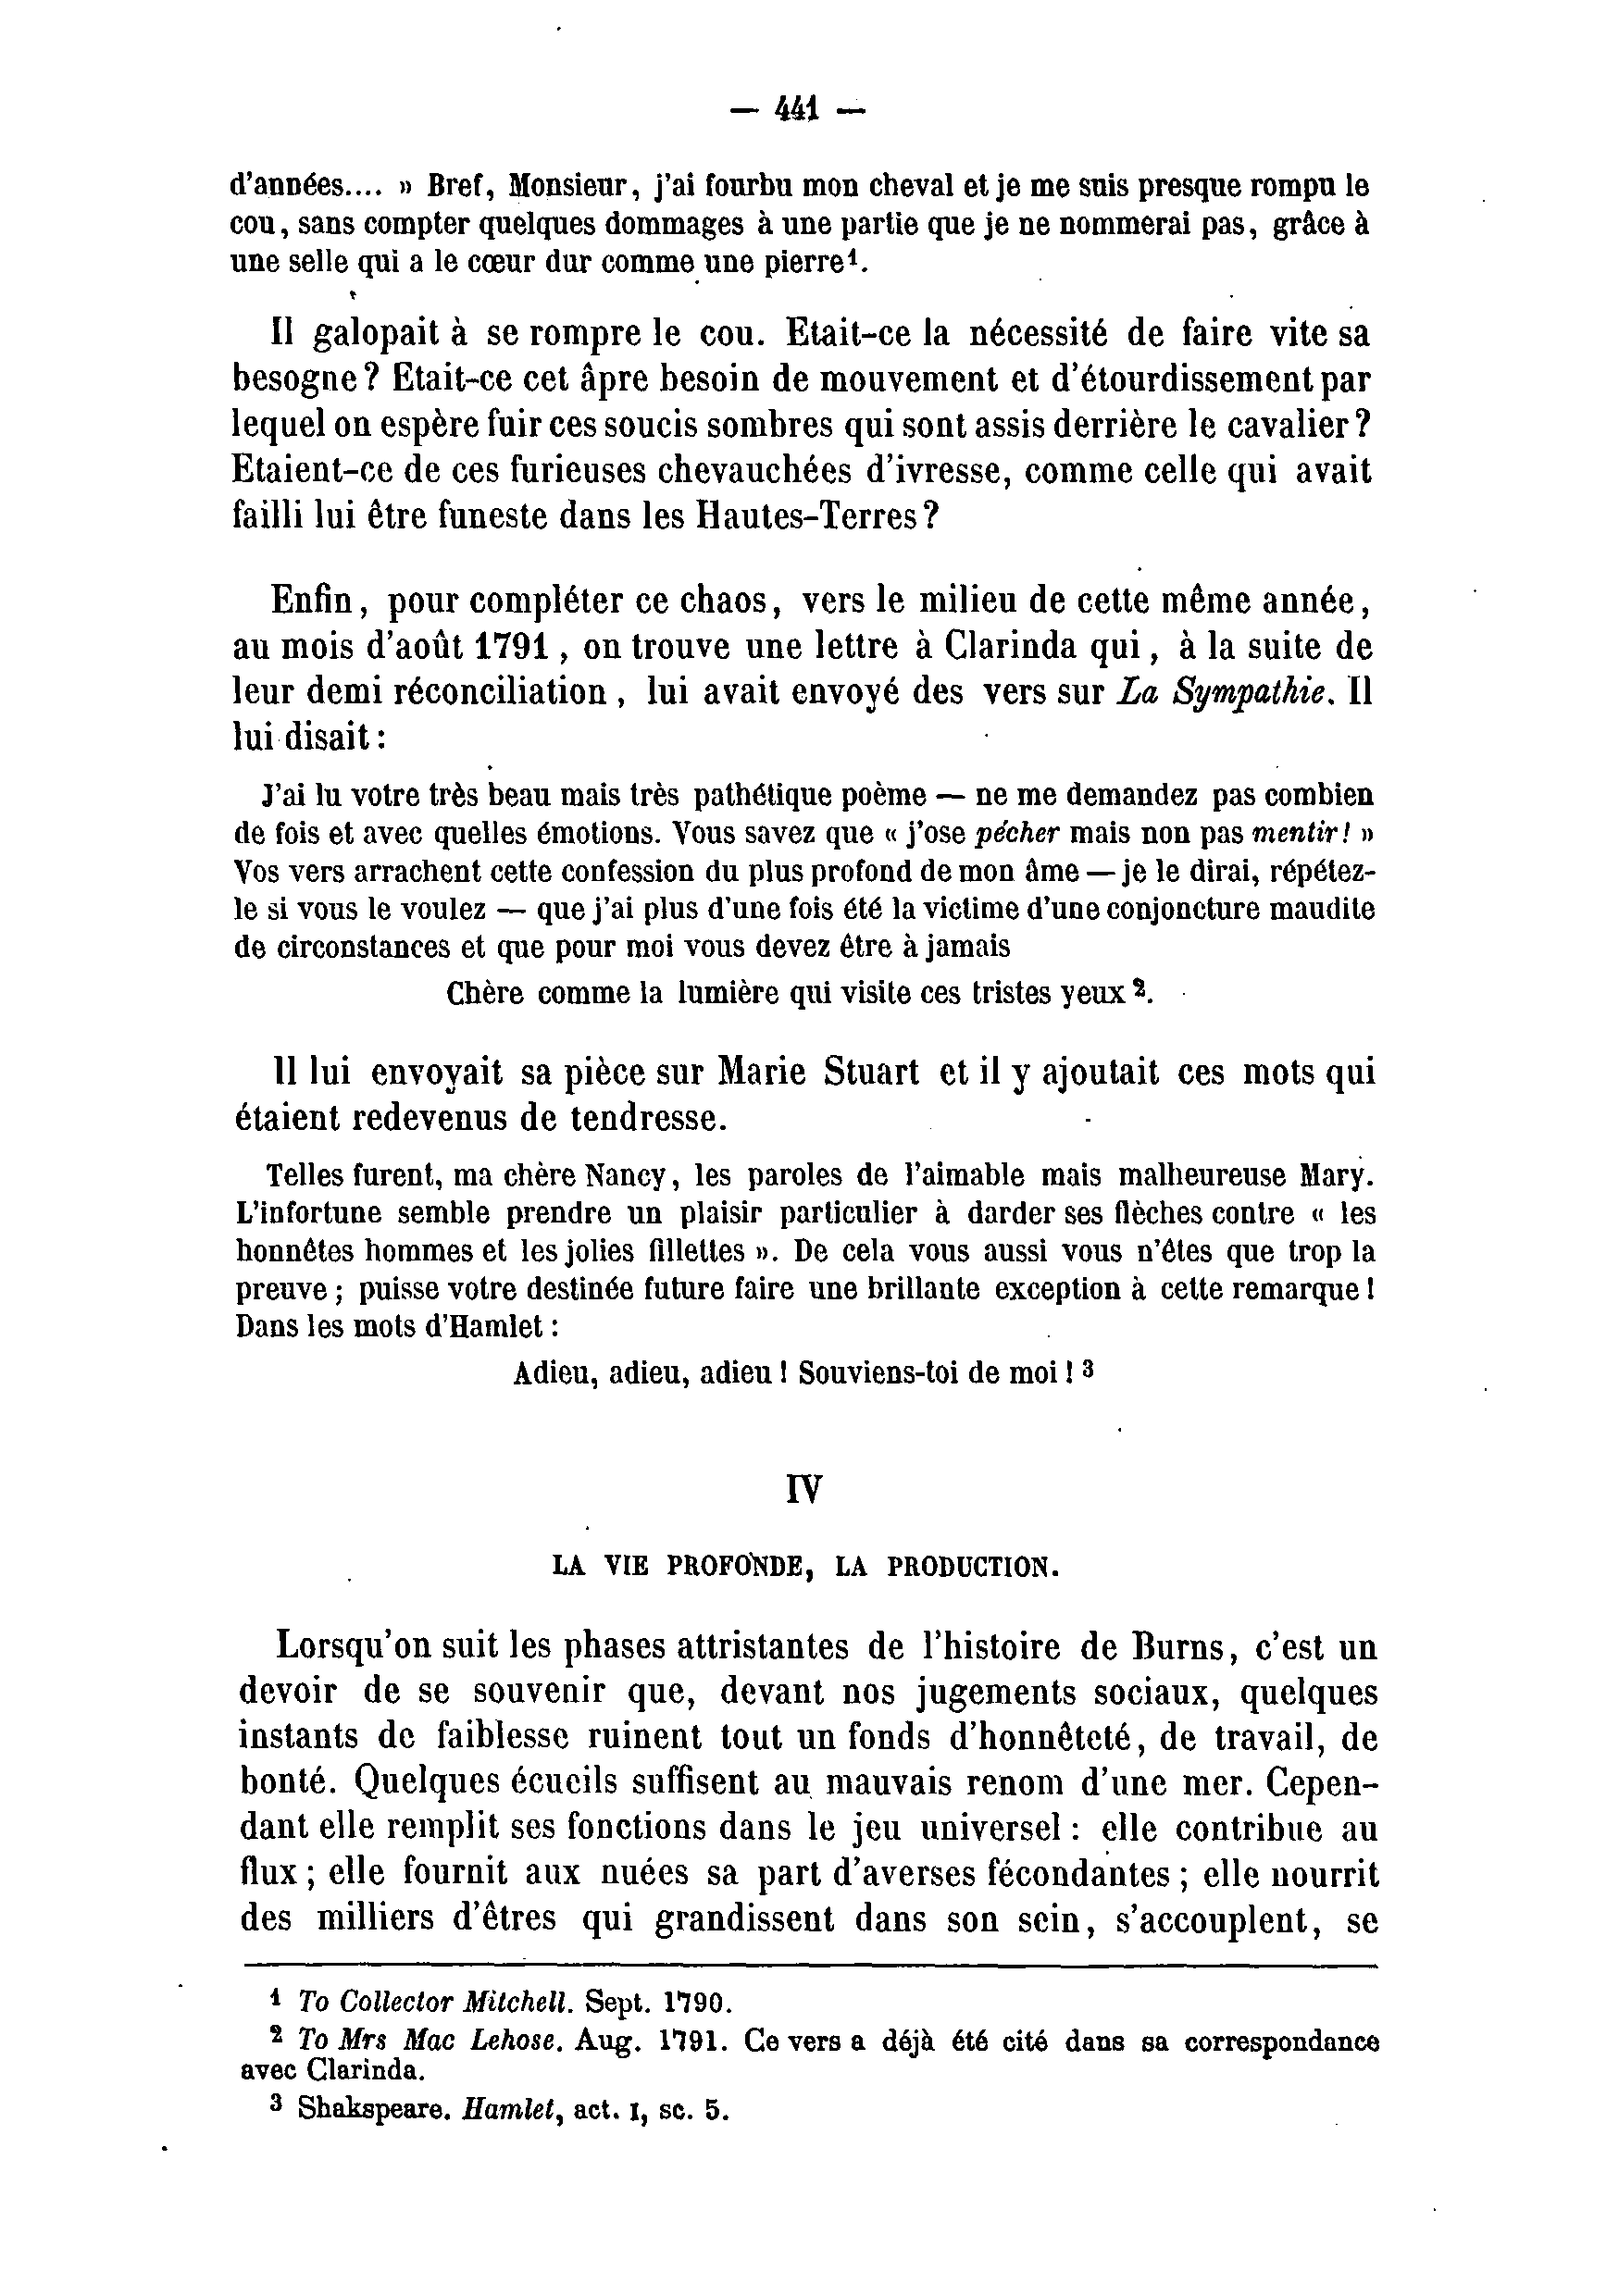 — 441 —
d'années.... » Bref, Monsieur, j'ai fourbu mon cheval et je me suis presque rompu le
cou, sans compter quelques dommages à une partie que je ne nommerai pas, grâce à
une selle qui a le cœur dur comme une pierre¹.
Il galopait à se rompre le cou. Etait-ce la nécessité de faire vite sa
besogne ? Etait-ce cet âpre besoin de mouvement et d'étourdissement par
lequel on espère fuir ces soucis sombres qui sont assis derrière le cavalier ?
Etaient-ce de ces furieuses chevauchées d'ivresse, comme celle qui avait
failli lui être funeste dans les Hautes-Terres ?
Enfin, pour compléter ce chaos, vers le milieu de cette même année,
au mois d'août 1791, on trouve une lettre à Clarinda qui, à la suite de
leur demi réconciliation, lui avait envoyé des vers sur La Sympathie. Il
lui disait :
J'ai lu votre très beau mais très pathétique poème — ne me demandez pas combien
de fois et avec quelles émotions. Vous savez que « j'ose pécher mais non pas mentir ! »
Vos vers arrachent cette confession du plus profond de mon âme — je le dirai, répétez-
le si vous le voulez — que j'ai plus d'une fois été la victime d'une conjoncture maudite
de circonstances et que pour moi vous devez être à jamais
Chère comme la lumière qui visite ces tristes yeux ².
Il lui envoyait sa pièce sur Marie Stuart et il y ajoutait ces mots qui
étaient redevenus de tendresse.
Telles furent, ma chère Nancy, les paroles de l'aimable mais malheureuse Mary.
L'infortune semble prendre un plaisir particulier à darder ses flèches contre « les
honnêtes hommes et les jolies fillettes ». De cela vous aussi vous n'êtes que trop la
preuve ; puisse votre destinée future faire une brillante exception à cette remarque !
Dans les mots d'Hamlet :
Adieu, adieu, adieu ! Souviens-toi de moi ! ³
IV
LA VIE PROFONDE, LA PRODUCTION.
Lorsqu'on suit les phases attristantes de l'histoire de Burns, c'est un
devoir de se souvenir que, devant nos jugements sociaux, quelques
instants de faiblesse ruinent tout un fonds d'honnêteté, de travail, de
bonté. Quelques écueils suffisent au mauvais renom d'une mer. Cepen-
dant elle remplit ses fonctions dans le jeu universel : elle contribue au
flux ; elle fournit aux nuées sa part d'averses fécondantes ; elle nourrit
des milliers d'êtres qui grandissent dans son sein, s'accouplent, se
¹ To Collector Mitchell. Sept. 1790.
² To Mrs Mac Lehose. Aug. 1791. Ce vers a déjà été cité dans sa correspondance
avec Clarinda.
³ Shakspeare. Hamlet, act. I, sc. 5.